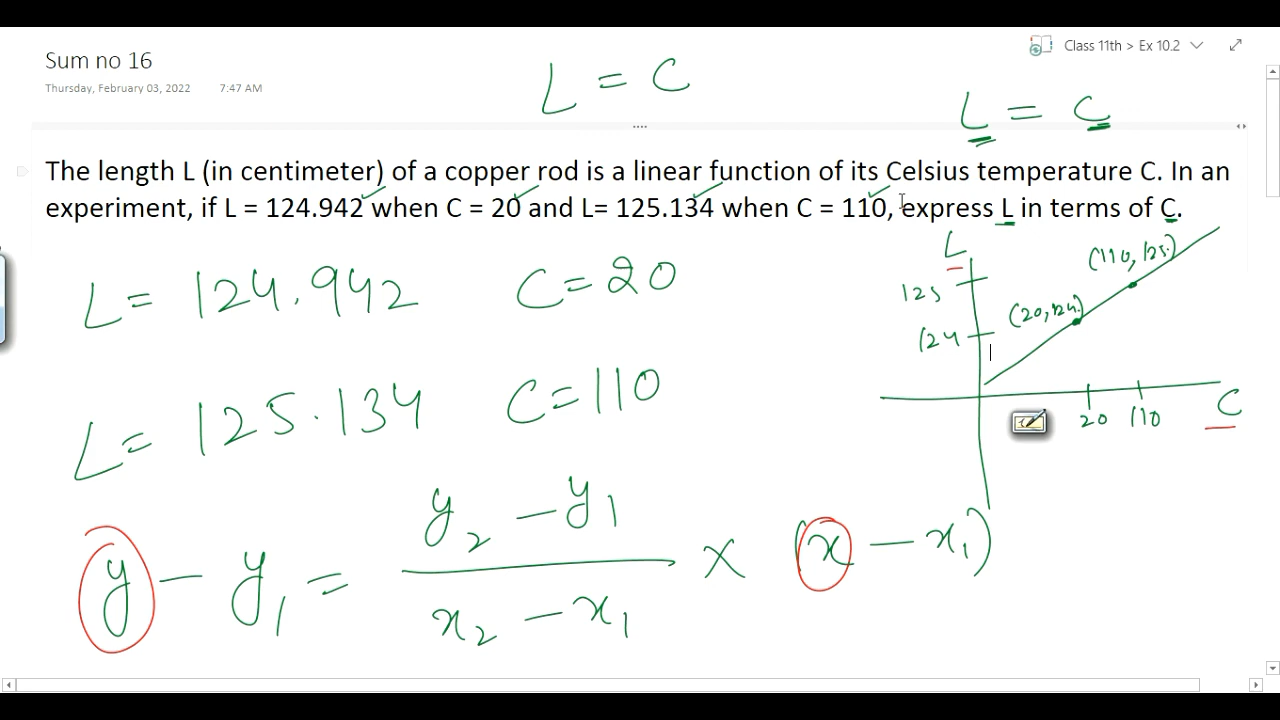 Sum no 16
Thursday, February 03, 2022 7:47 AM
Class 11th > Ex 10.2
L = C
L = C
The length L (in centimeter) of a copper rod is a linear function of its Celsius temperature C. In an
experiment, if L = 124.942 when C = 20 and L= 125.134 when C = 110, express L in terms of C.
L = 124.942 C = 20
L = 125.134 C = 110
L
125
124
(110, 125.)
(20, 124.)
20 110
C
y - y₁ = y₂ - y₁ / x₂ - x₁ × (x - x₁)